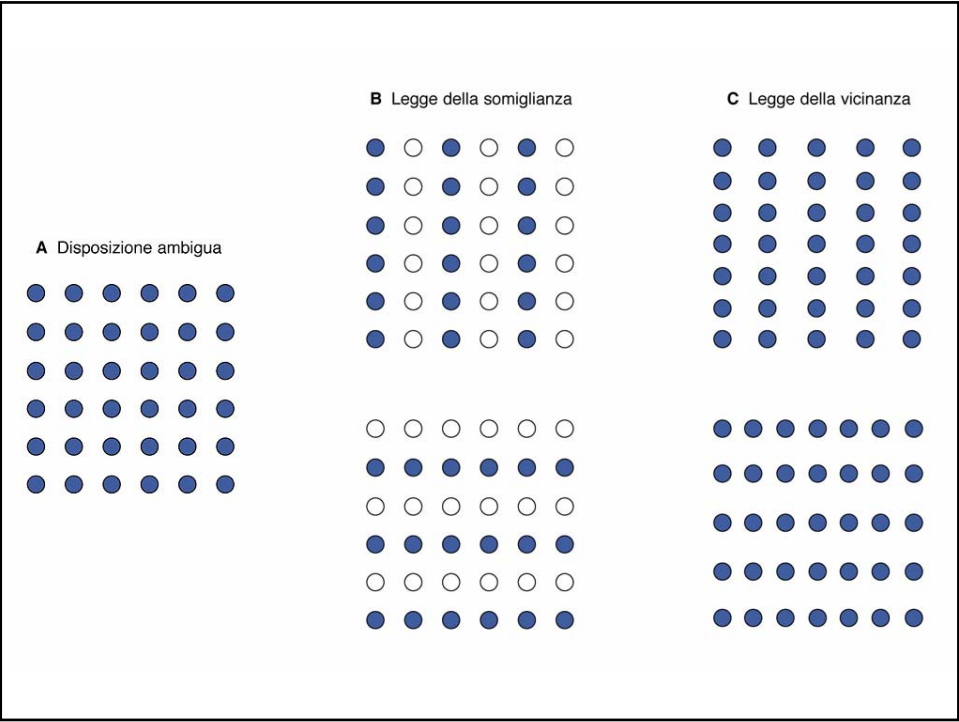 A Disposizione ambigua
B Legge della somiglianza
C Legge della vicinanza